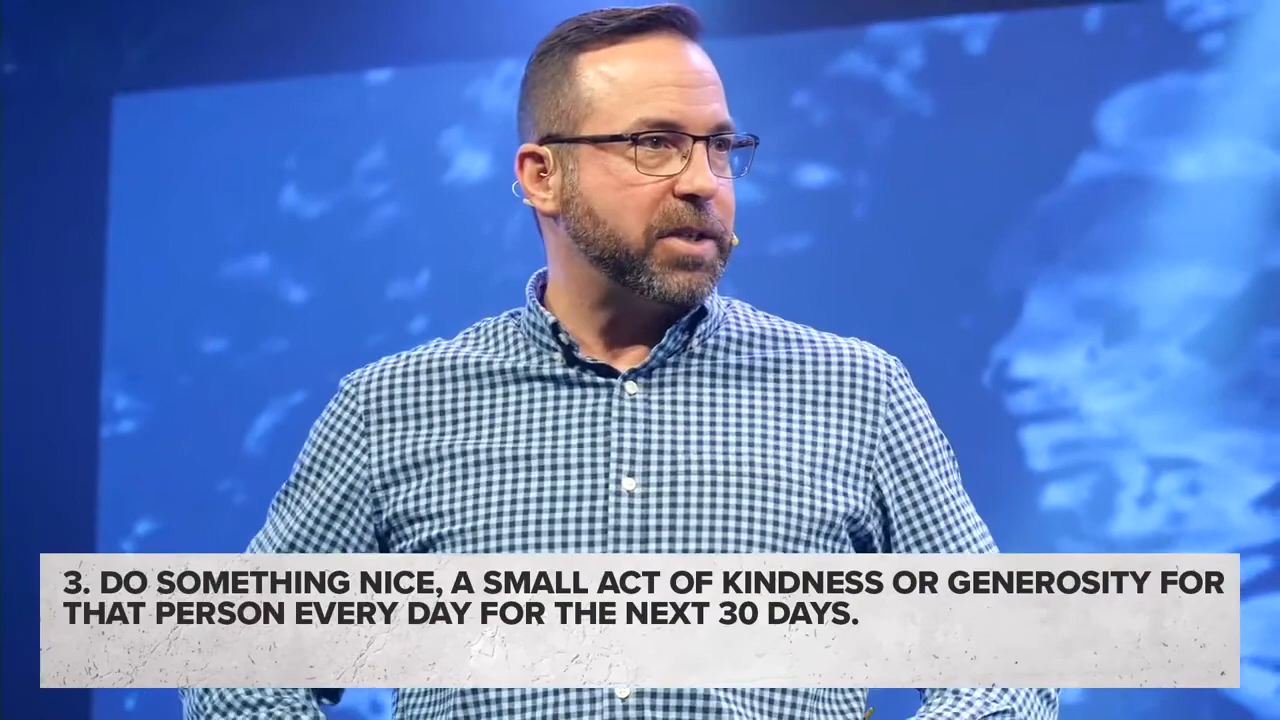 3. DO SOMETHING NICE, A SMALL ACT OF KINDNESS OR GENEROSITY FOR
THAT PERSON EVERY DAY FOR THE NEXT 30 DAYS.